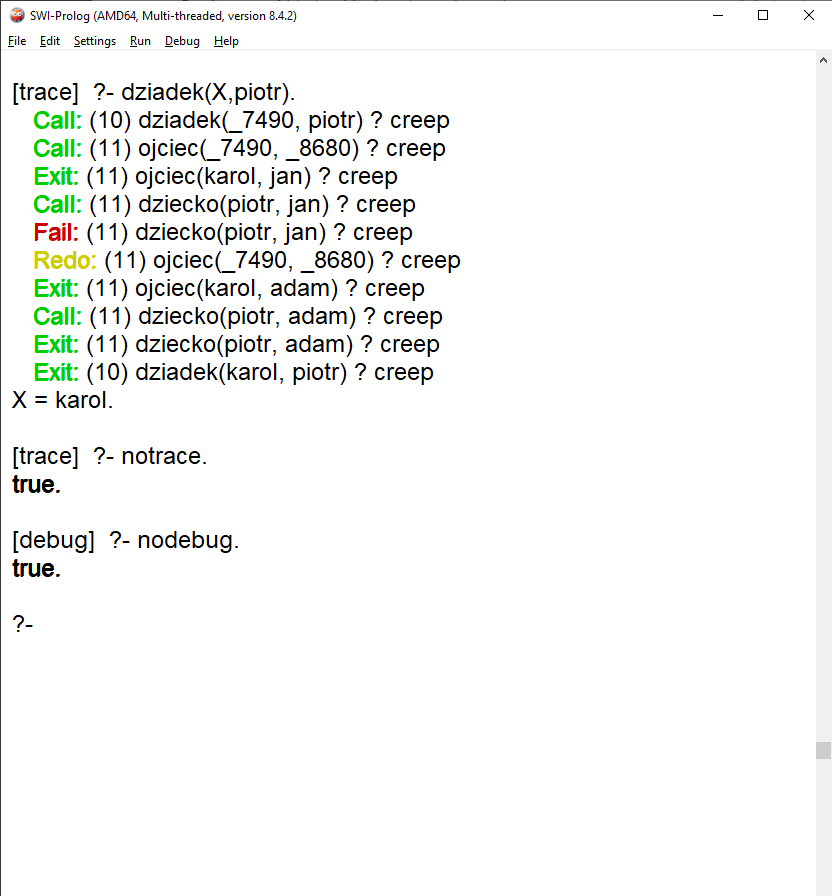 SWI-Prolog (AMD64, Multi-threaded, version 8.4.2)
File Edit Settings Run Debug Help
[trace]  ?- dziadek(X,piotr).
Call: (10) dziadek(_7490, piotr) ? creep
Call: (11) ojciec(_7490, _8680) ? creep
Exit: (11) ojciec(karol, jan) ? creep
Call: (11) dziecko(piotr, jan) ? creep
Fail: (11) dziecko(piotr, jan) ? creep
Redo: (11) ojciec(_7490, _8680) ? creep
Exit: (11) ojciec(karol, adam) ? creep
Call: (11) dziecko(piotr, adam) ? creep
Exit: (11) dziecko(piotr, adam) ? creep
Exit: (10) dziadek(karol, piotr) ? creep
X = karol.
[trace]  ?- notrace.
true.
[debug]  ?- nodebug.
true.
?-